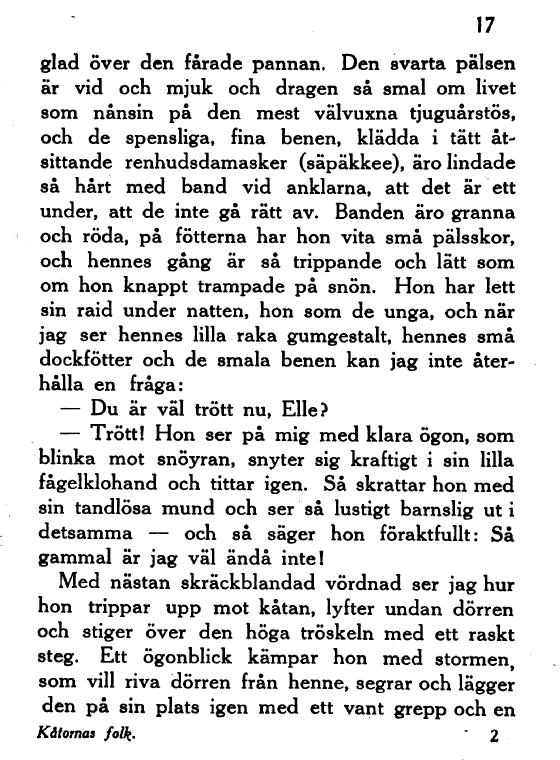 17
glad över den fårade pannan. Den svarta pälsen
är vid och mjuk och dragen så smal om livet
som nånsin på den mest välvuxna tjuguårstös,
och de spensliga, fina benen, klädda i tätt åt-
sittande renhudsdamasker (säpäkkee), äro lindade
så hårt med band vid anklarna, att det är ett
under, att de inte gå rätt av. Banden äro granna
och röda, på fötterna har hon vita små pälsskor,
och hennes gång är så trippande och lätt som
om hon knappt trampade på snön. Hon har lett
sin raid under natten, hon som de unga, och när
jag ser hennes lilla raka gumgestalt, hennes små
dockfötter och de smala benen kan jag inte åter-
hålla en fråga:
— Du är väl trött nu, Elle?
— Trött! Hon ser på mig med klara ögon, som
blinka mot snöyran, snyter sig kraftigt i sin lilla
fågelklohand och tittar igen. Så skrattar hon med
sin tandlösa mund och ser så lustigt barnslig ut i
detsamma — och så säger hon föraktfullt: Så
gammal är jag väl ändå inte!
Med nästan skräckblandad vördnad ser jag hur
hon trippar upp mot kåtan, lyfter undan dörren
och stiger över den höga tröskeln med ett raskt
steg. Ett ögonblick kämpar hon med stormen,
som vill riva dörren från henne, segrar och lägger
den på sin plats igen med ett vant grepp och en
Kåtornas folk. 2